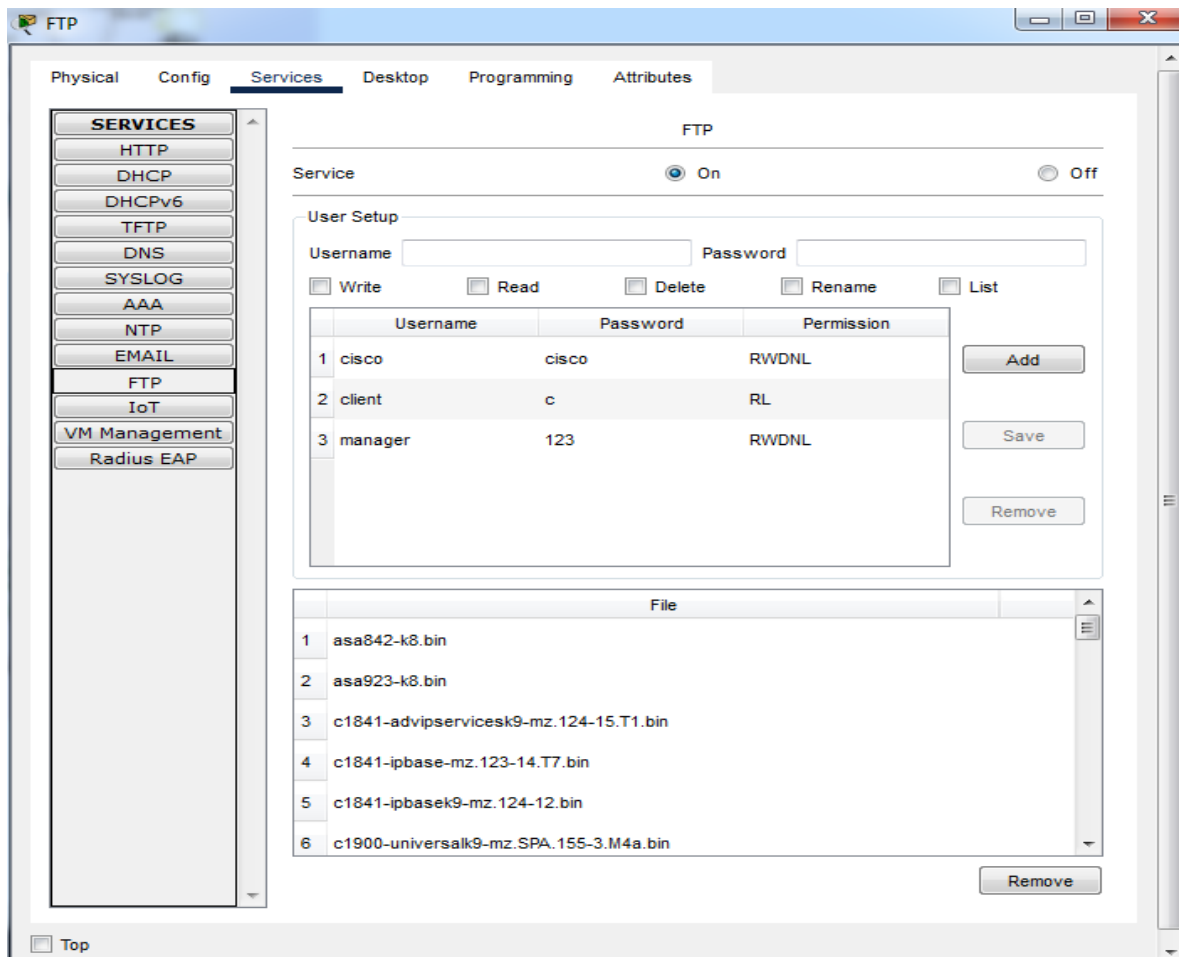 FTP
Physical Config Services Desktop Programming Attributes
SERVICES
HTTP
DHCP
DHCPv6
TFTP
DNS
SYSLOG
AAA
NTP
EMAIL
FTP
IoT
VM Management
Radius EAP
FTP
Service On Off
User Setup
Username Password
Write Read Delete Rename List
Username Password Permission
1 cisco cisco RWDNL
2 client c RL
3 manager 123 RWDNL
Add
Save
Remove
File
1 asa842-k8.bin
2 asa923-k8.bin
3 c1841-advipservicesk9-mz.124-15.T1.bin
4 c1841-ipbase-mz.123-14.T7.bin
5 c1841-ipbasek9-mz.124-12.bin
6 c1900-universalk9-mz.SPA.155-3.M4a.bin
Remove
Top